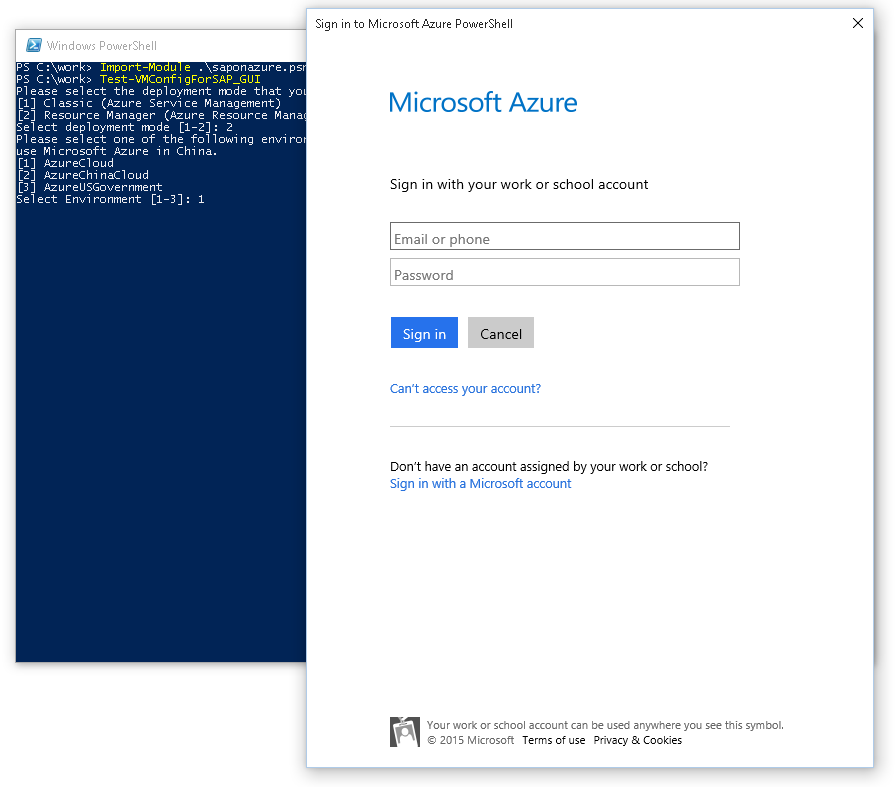 Windows PowerShell
PS C:\work> Import-Module .\saponazure.psm
PS C:\work> Test-VMConfigForSAP_GUI
Please select the deployment mode that you
[1] Classic (Azure Service Management)
[2] Resource Manager (Azure Resource Manag
Select deployment mode [1-2]: 2
Please select one of the following environ
use Microsoft Azure in China.
[1] AzureCloud
[2] AzureChinaCloud
[3] AzureUSGovernment
Select Environment [1-3]: 1
Sign in to Microsoft Azure PowerShell
Microsoft Azure
Sign in with your work or school account
Email or phone
Password
Sign in
Cancel
Can't access your account?
Don't have an account assigned by your work or school?
Sign in with a Microsoft account
Your work or school account can be used anywhere you see this symbol.
© 2015 Microsoft Terms of use Privacy & Cookies